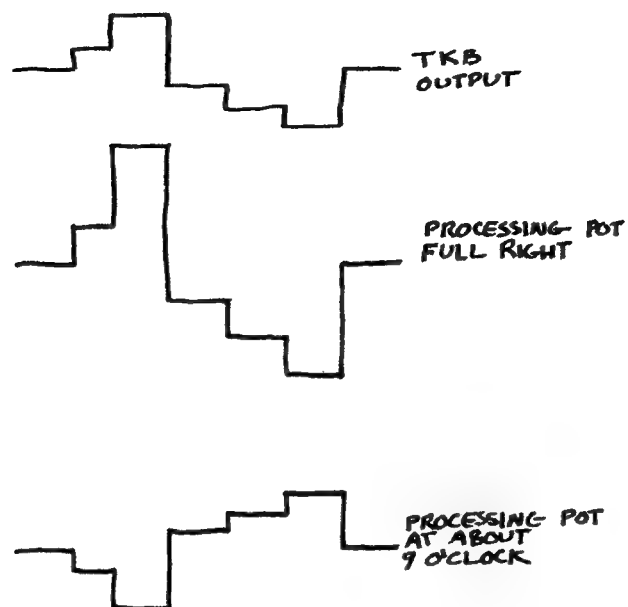 TKB
OUTPUT
PROCESSING POT
FULL RIGHT
PROCESSING POT
AT ABOUT
9 O'CLOCK